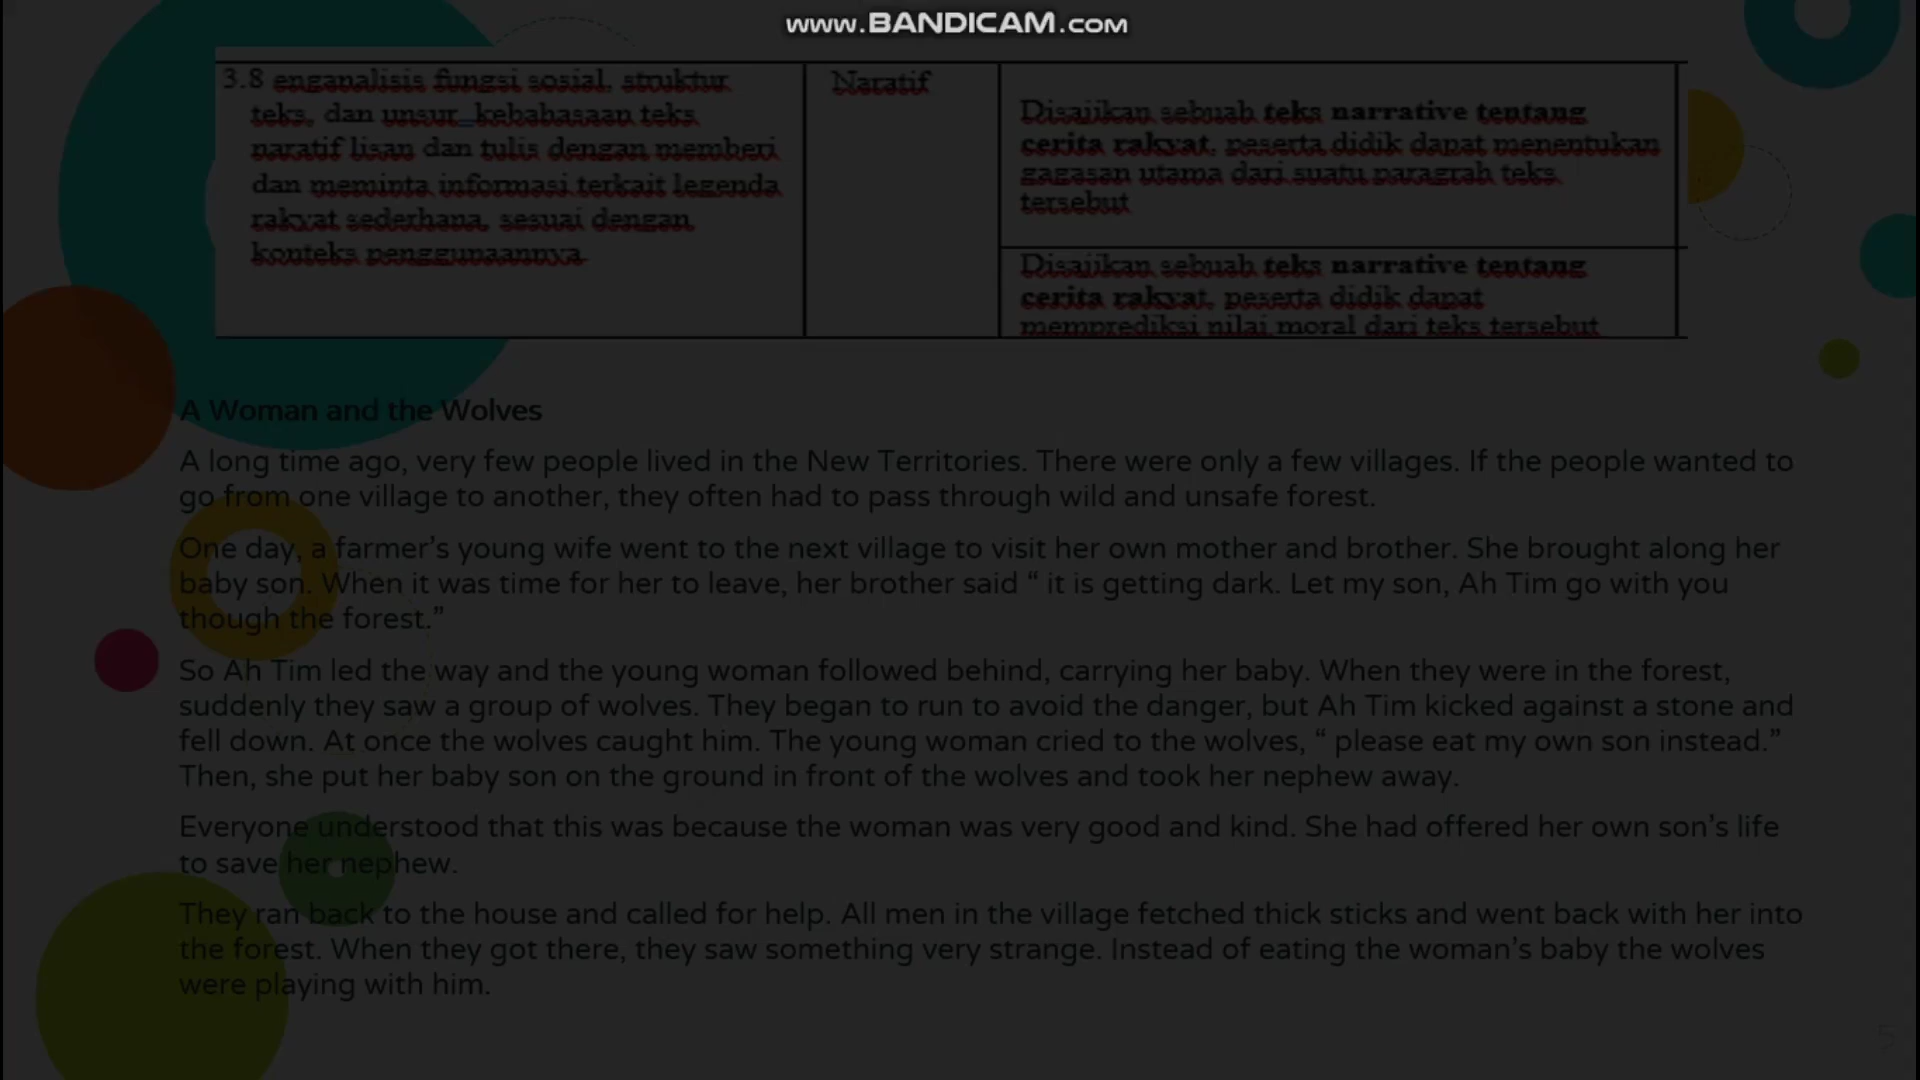 www.BANDICAM.com
3.8 enganalisis fungsi sosial, struktur
teks, dan unsur kebahasaan teks
naratif lisan dan tulis dengan memberi
dan meminta informasi terkait legenda
rakyat sederhana, sesuai dengan
konteks penggunaannya
Naratif
Disajikan sebuah teks narrative tentang
cerita rakyat, peserta didik dapat menentukan
gagasan utama dari suatu paragrah teks
tersebut
Disajikan sebuah teks narrative tentang
cerita rakyat, peserta didik dapat
memprediksi nilai moral dari teks tersebut
A Woman and the Wolves
A long time ago, very few people lived in the New Territories. There were only a few villages. If the people wanted to
go from one village to another, they often had to pass through wild and unsafe forest.
One day, a farmer’s young wife went to the next village to visit her own mother and brother. She brought along her
baby son. When it was time for her to leave, her brother said “ it is getting dark. Let my son, Ah Tim go with you
though the forest.”
So Ah Tim led the way and the young woman followed behind, carrying her baby. When they were in the forest,
suddenly they saw a group of wolves. They began to run to avoid the danger, but Ah Tim kicked against a stone and
fell down. At once the wolves caught him. The young woman cried to the wolves, “ please eat my own son instead.”
Then, she put her baby son on the ground in front of the wolves and took her nephew away.
Everyone understood that this was because the woman was very good and kind. She had offered her own son’s life
to save her nephew.
They ran back to the house and called for help. All men in the village fetched thick sticks and went back with her into
the forest. When they got there, they saw something very strange. Instead of eating the woman’s baby the wolves
were playing with him.
5